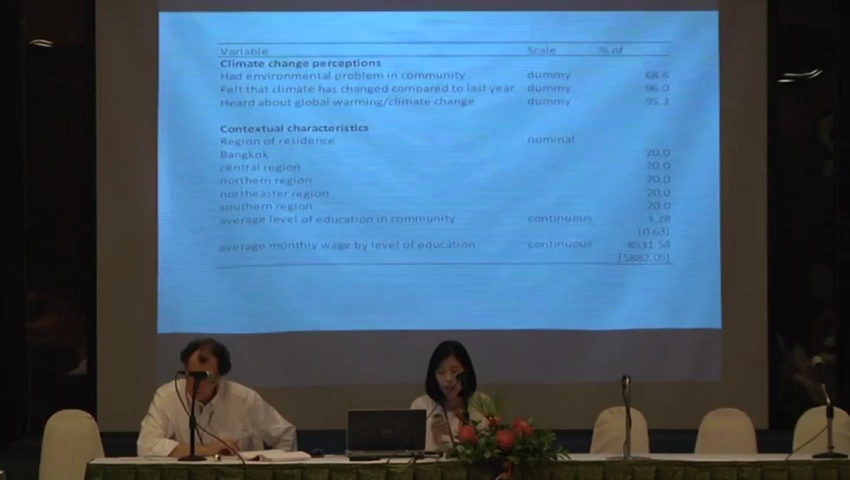 Variable Scale % of
Climate change perceptions
Had environmental problem in community dummy 68.6
Felt that climate has changed compared to last year dummy 96.0
Heard about global warming/climate change dummy 95.3
Contextual characteristics
Region of residence nominal
Bangkok 20.0
central region 20.0
northern region 20.0
northeaster region 20.0
southern region 20.0
average level of education in community continuous 3.28
[0.63]
average monthly wage by level of education continuous 8531.58
[5882.05]